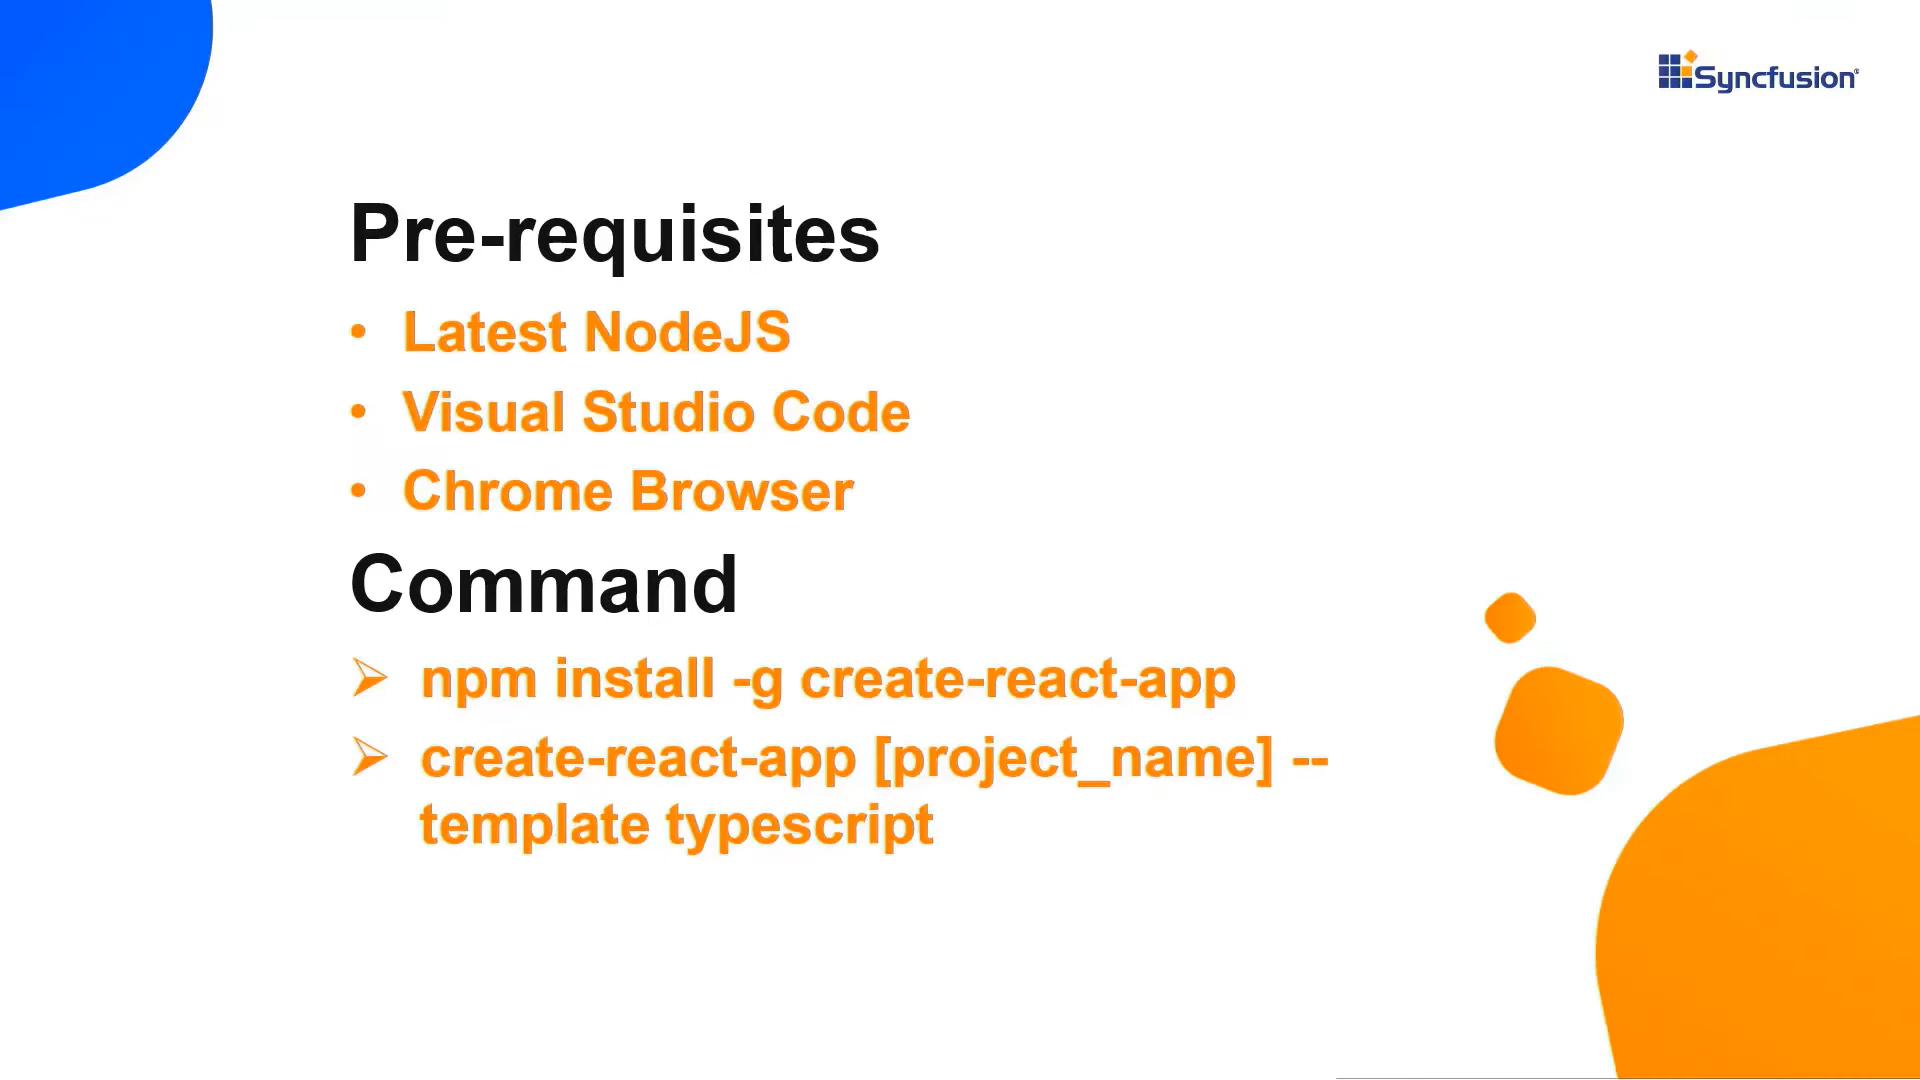 Syncfusion®
Pre-requisites
• Latest NodeJS
• Visual Studio Code
• Chrome Browser
Command
➢ npm install -g create-react-app
➢ create-react-app [project_name] --
template typescript